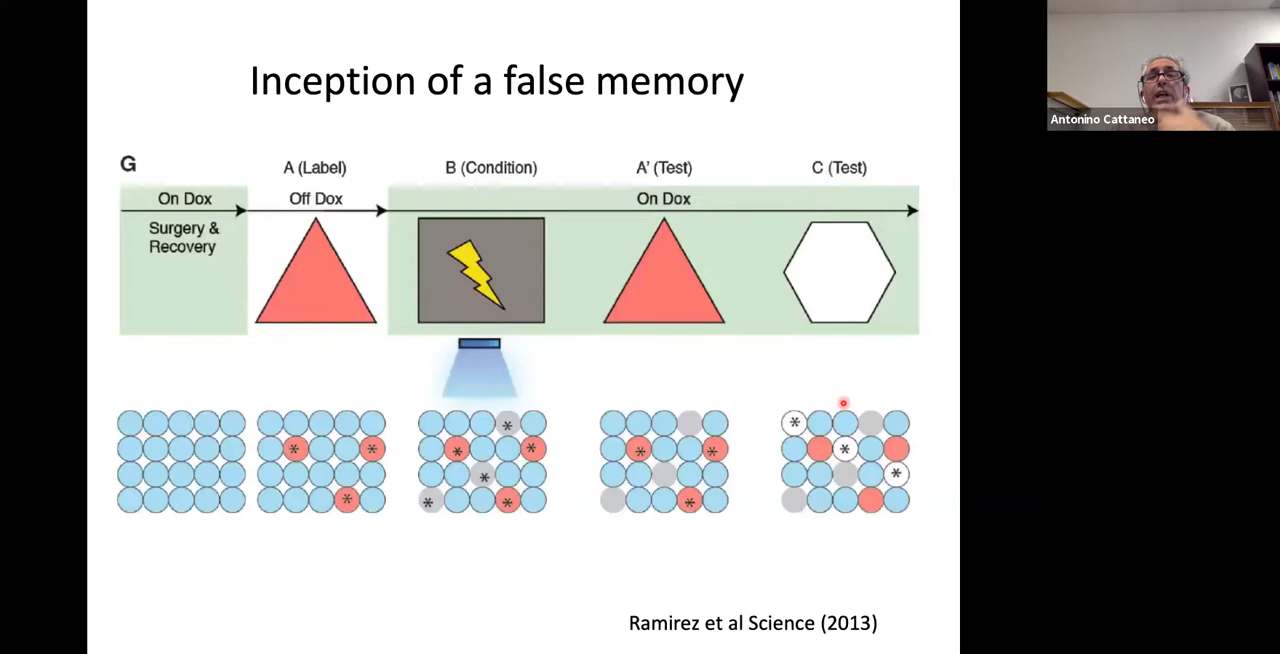 Inception of a false memory
Antonino Cattaneo
G
A (Label)
B (Condition)
A' (Test)
C (Test)
On Dox
Off Dox
On Dox
Surgery &
Recovery
* * * * * * * * * * * * * * *
Ramirez et al Science (2013)